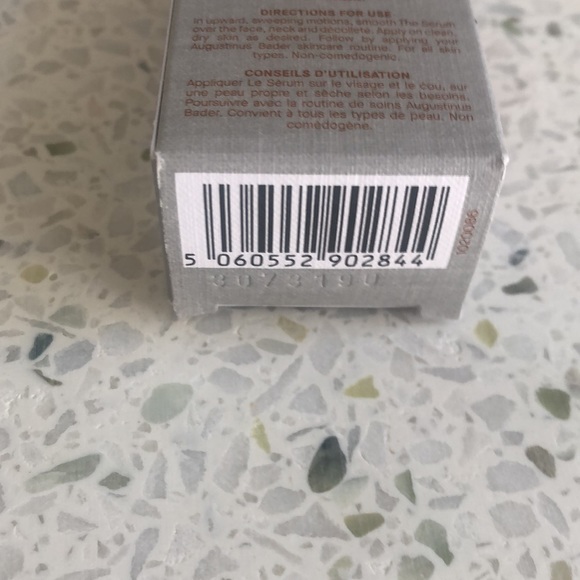 DIRECTIONS FOR USE
In upward, sweeping motions, smooth The Serum
over the face, neck and décolleté. Apply on clean,
dry skin as desired. Follow by applying your
Augustinus Bader skincare routine. For all skin
types. Non-comedogenic.
CONSEILS D'UTILISATION
Appliquer Le Sérum sur le visage et le cou, sur
une peau propre et sèche selon les besoins.
Poursuivre avec la routine de soins Augustinus
Bader. Convient à tous les types de peau. Non
comédogène.
5 060552 902844